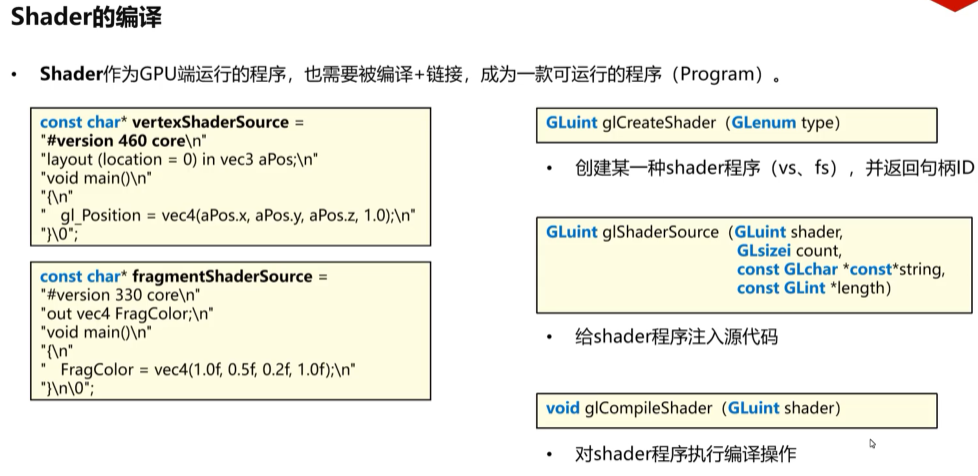 Shader的编译
• Shader作为GPU端运行的程序，也需要被编译+链接，成为一款可运行的程序（Program）。
const char* vertexShaderSource =
"#version 460 core\n"
"layout (location = 0) in vec3 aPos;\n"
"void main()\n"
"{\n"
"   gl_Position = vec4(aPos.x, aPos.y, aPos.z, 1.0);\n"
"}\0";
const char* fragmentShaderSource =
"#version 330 core\n"
"out vec4 FragColor;\n"
"void main()\n"
"{\n"
"   FragColor = vec4(1.0f, 0.5f, 0.2f, 1.0f);\n"
"}\n\0";
GLuint glCreateShader（GLenum type）
• 创建某一种shader程序（vs、fs），并返回句柄ID
GLuint glShaderSource（GLuint shader,
GLsizei count,
const GLchar *const*string,
const GLint *length）
• 给shader程序注入源代码
void glCompileShader（GLuint shader）
• 对shader程序执行编译操作